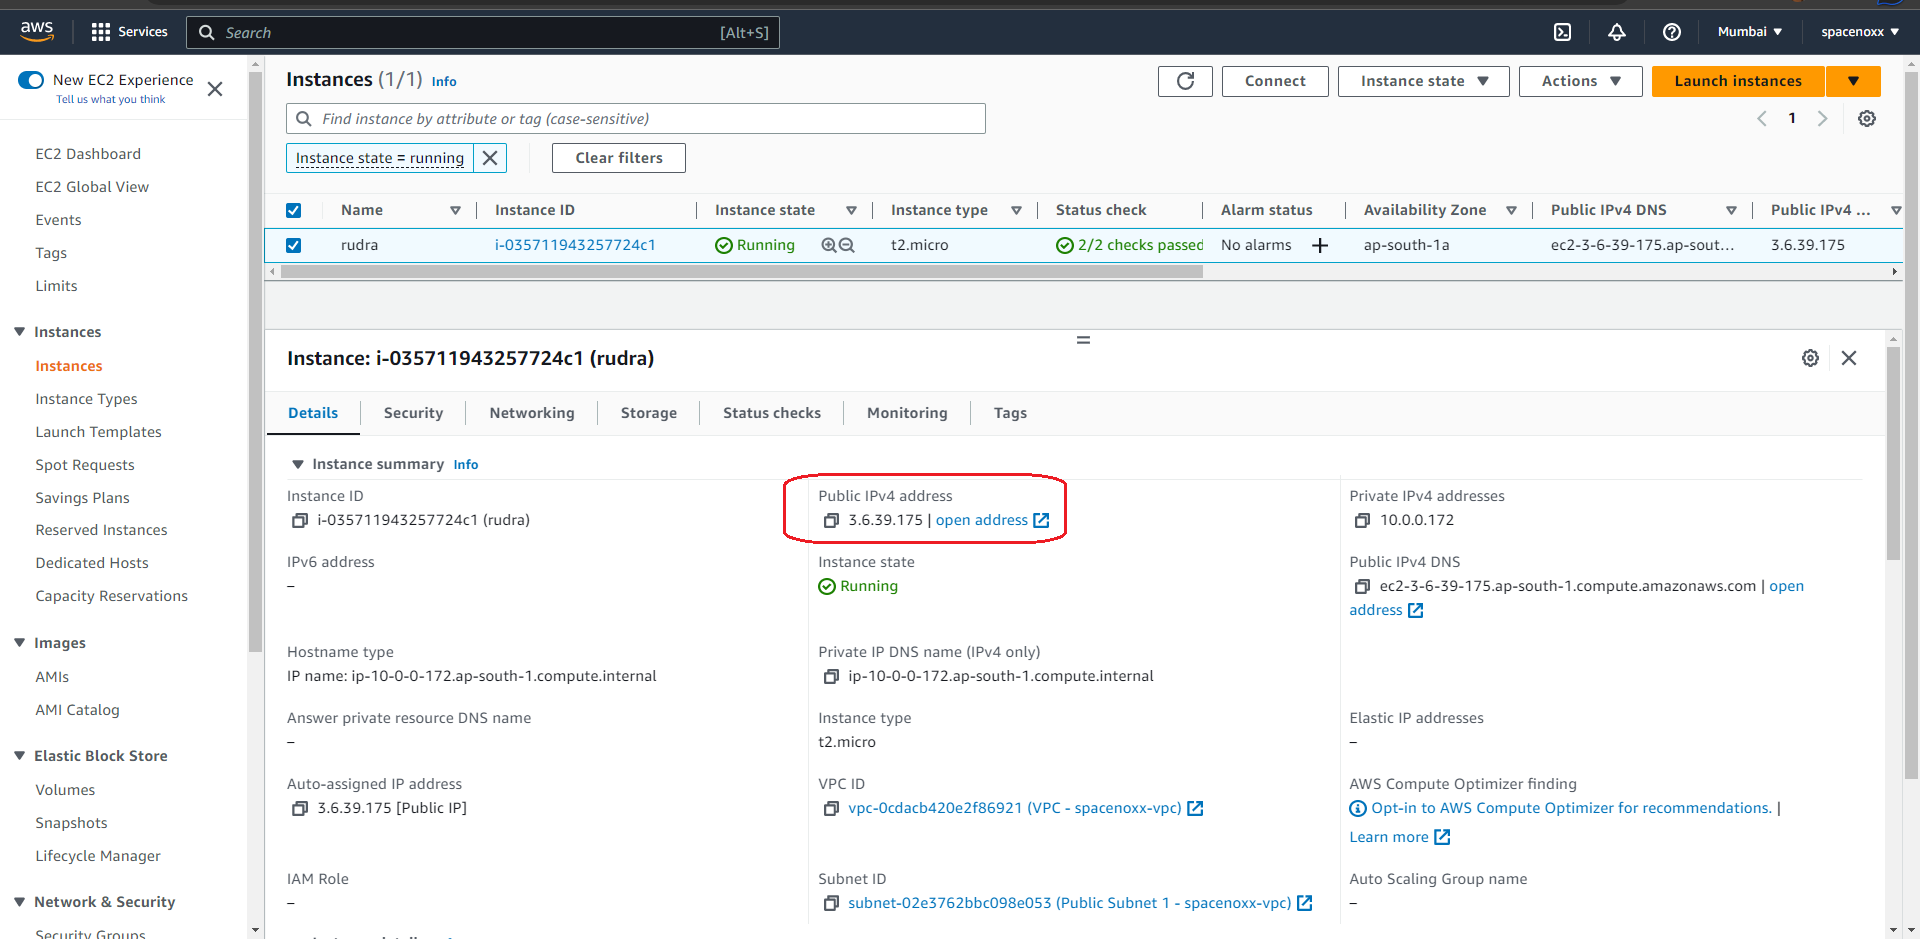 aws
Services
Search
[Alt+S]
Mumbai
spacenoxx
New EC2 Experience
Tell us what you think
EC2 Dashboard
EC2 Global View
Events
Tags
Limits
Instances
Instances
Instance Types
Launch Templates
Spot Requests
Savings Plans
Reserved Instances
Dedicated Hosts
Capacity Reservations
Images
AMIs
AMI Catalog
Elastic Block Store
Volumes
Snapshots
Lifecycle Manager
Network & Security
Security Groups
Instances (1/1) Info
Connect
Instance state
Actions
Launch instances
Find instance by attribute or tag (case-sensitive)
1
Instance state = running
Clear filters
Name Instance ID Instance state Instance type Status check Alarm status Availability Zone Public IPv4 DNS Public IPv4 ...
rudra i-035711943257724c1 Running t2.micro 2/2 checks passed No alarms + ap-south-1a ec2-3-6-39-175.ap-sout... 3.6.39.175
Instance: i-035711943257724c1 (rudra)
Details Security Networking Storage Status checks Monitoring Tags
Instance summary Info
Instance ID
i-035711943257724c1 (rudra)
Public IPv4 address
3.6.39.175 | open address
Private IPv4 addresses
10.0.0.172
IPv6 address
–
Instance state
Running
Public IPv4 DNS
ec2-3-6-39-175.ap-south-1.compute.amazonaws.com | open
address
Hostname type
IP name: ip-10-0-0-172.ap-south-1.compute.internal
Private IP DNS name (IPv4 only)
ip-10-0-0-172.ap-south-1.compute.internal
Answer private resource DNS name
–
Instance type
t2.micro
Elastic IP addresses
–
Auto-assigned IP address
3.6.39.175 [Public IP]
VPC ID
vpc-0cdacb420e2f86921 (VPC - spacenoxx-vpc)
AWS Compute Optimizer finding
Opt-in to AWS Compute Optimizer for recommendations. |
Learn more
IAM Role
–
Subnet ID
subnet-02e3762bbc098e053 (Public Subnet 1 - spacenoxx-vpc)
Auto Scaling Group name
–